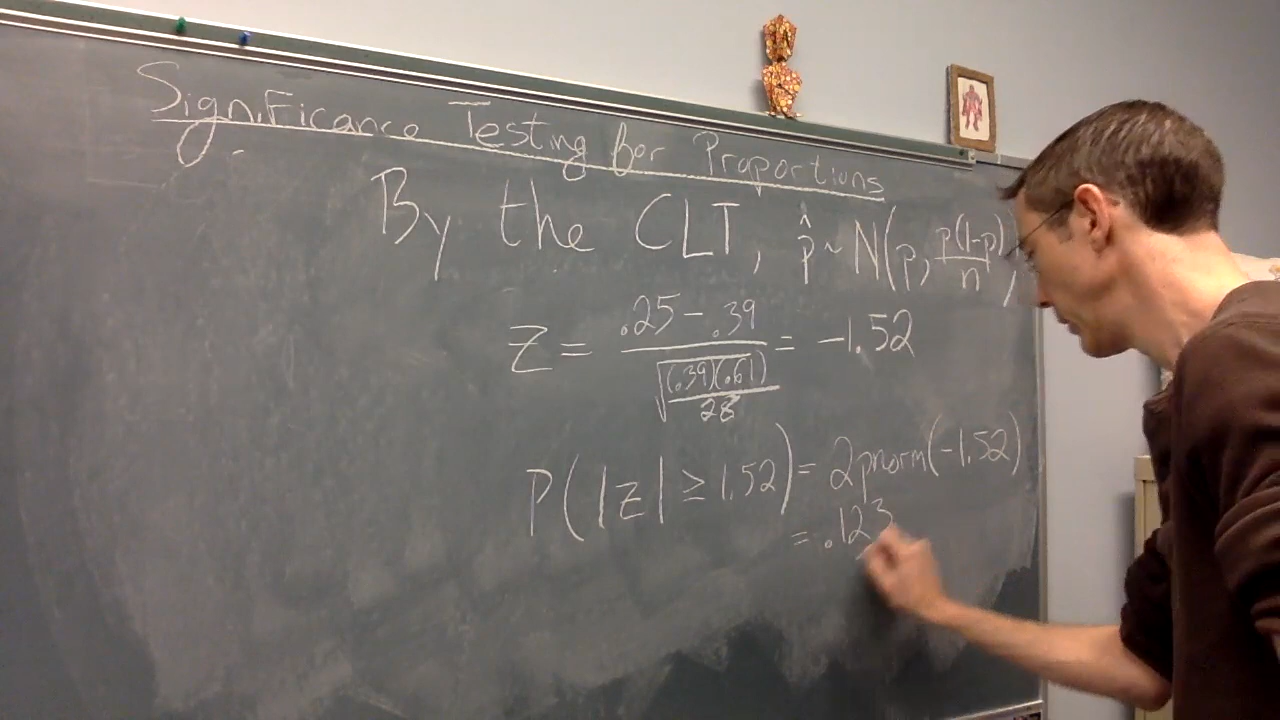 Significance Testing for Proportions
By the CLT, p̂ ~ N(p, p(1-p)/n)
Z = (.25 - .39)/√((.39)(.61)/28) = -1.52
P(|z| ≥ 1.52) = 2pnorm(-1.52)
= .123